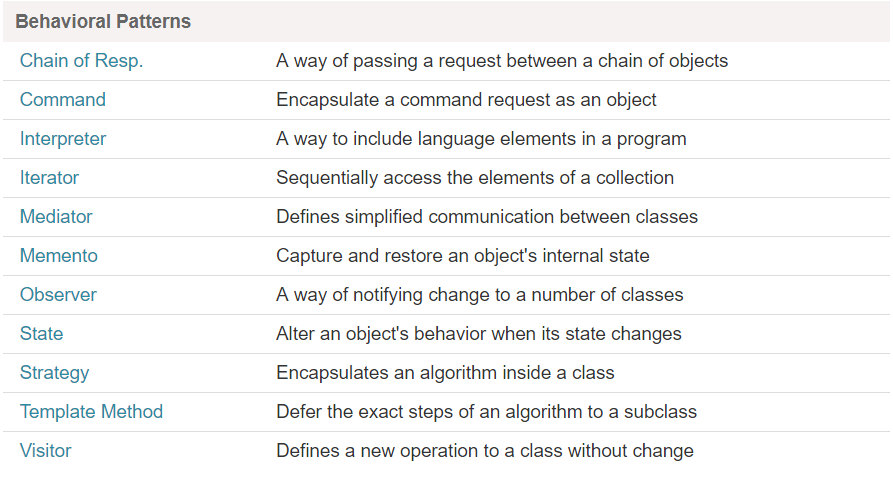 Behavioral Patterns
Chain of Resp. A way of passing a request between a chain of objects
Command Encapsulate a command request as an object
Interpreter A way to include language elements in a program
Iterator Sequentially access the elements of a collection
Mediator Defines simplified communication between classes
Memento Capture and restore an object's internal state
Observer A way of notifying change to a number of classes
State Alter an object's behavior when its state changes
Strategy Encapsulates an algorithm inside a class
Template Method Defer the exact steps of an algorithm to a subclass
Visitor Defines a new operation to a class without change